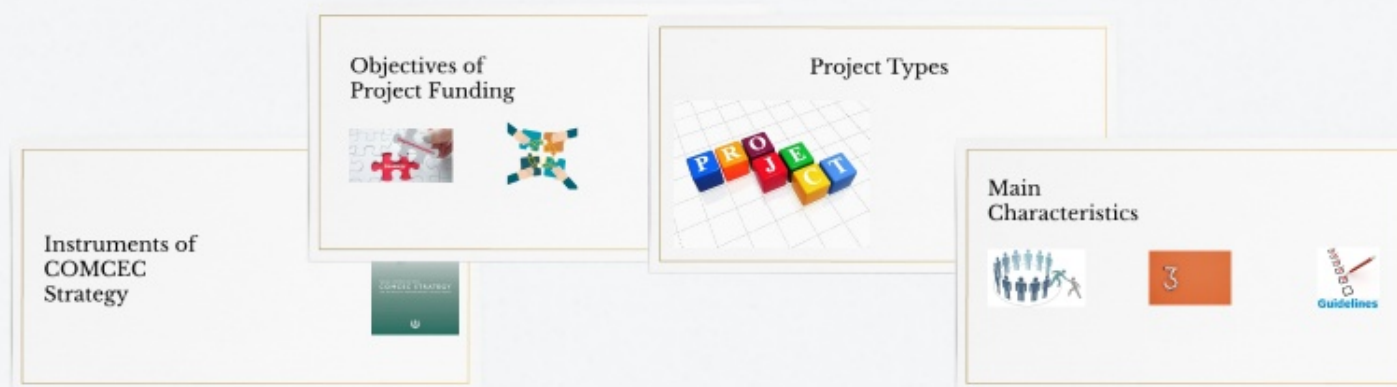 Objectives of
Project Funding
Project Types
PROJECT
Instruments of
COMCEC
Strategy
COMCEC STRATEGY
Main
Characteristics
3
Guidelines